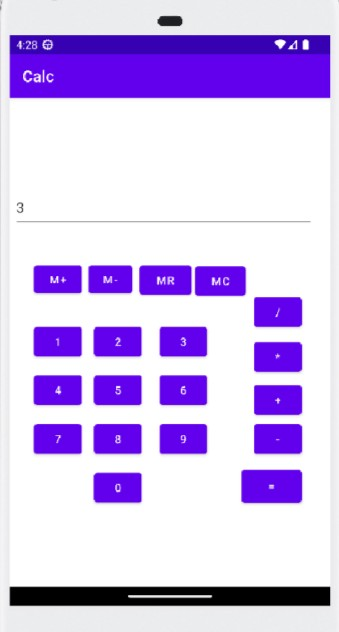 4:28
Calc
3
M+ M- MR MC
/
1 2 3
*
4 5 6
+
7 8 9 -
0 =